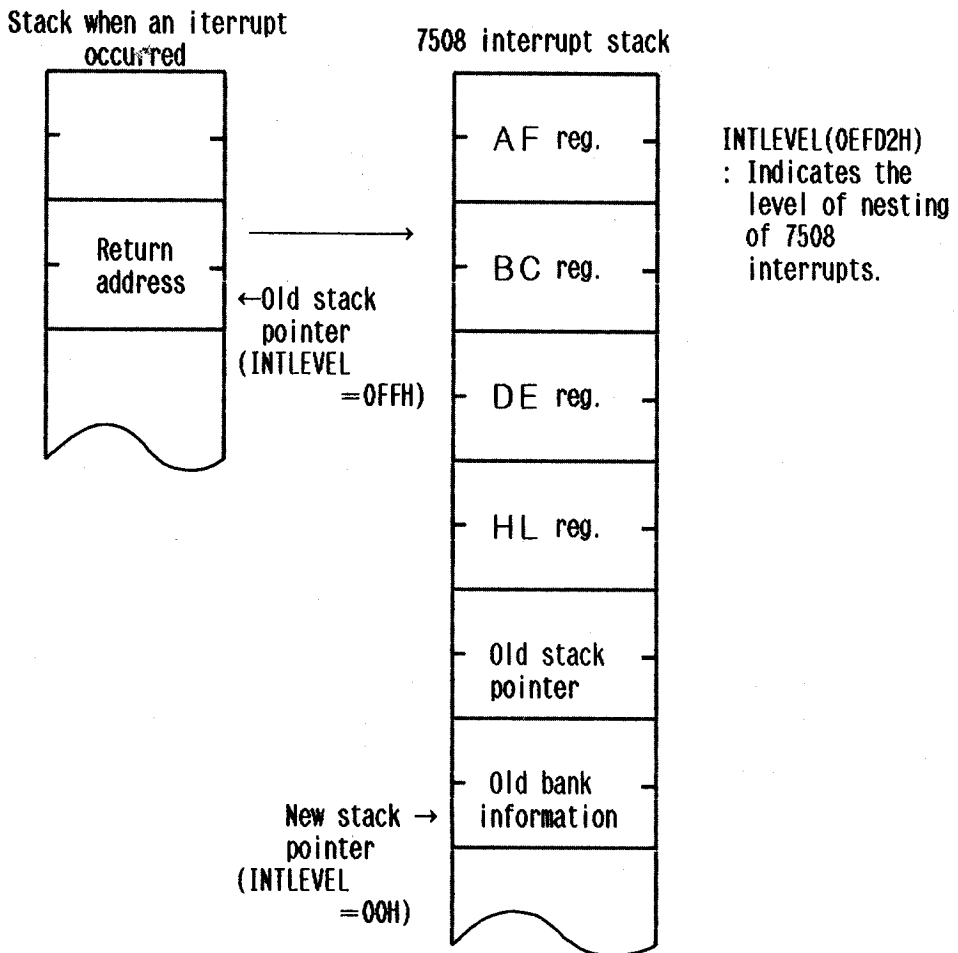 Stack when an iterrupt
occurred
Return
address
←Old stack
pointer
(INTLEVEL
=0FFH)
7508 interrupt stack
AF reg.
BC reg.
DE reg.
HL reg.
Old stack
pointer
Old bank
information
New stack →
pointer
(INTLEVEL
=00H)
INTLEVEL(0EFD2H)
: Indicates the
level of nesting
of 7508
interrupts.